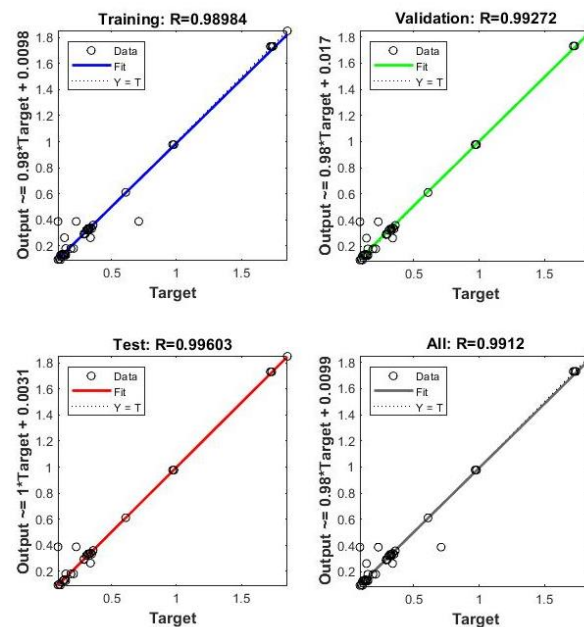 Training: R=0.98984
Output ~= 0.98*Target + 0.0098
1.8
1.6
1.4
1.2
1
0.8
0.6
0.4
0.2
Data
Fit
Y = T
0.5
1
1.5
Target
Validation: R=0.99272
Output ~= 0.98*Target + 0.017
1.8
1.6
1.4
1.2
1
0.8
0.6
0.4
0.2
Data
Fit
Y = T
0.5
1
1.5
Target
Test: R=0.99603
Output ~= 1*Target + 0.0031
1.8
1.6
1.4
1.2
1
0.8
0.6
0.4
0.2
Data
Fit
Y = T
0.5
1
1.5
Target
All: R=0.9912
Output ~= 0.98*Target + 0.0099
1.8
1.6
1.4
1.2
1
0.8
0.6
0.4
0.2
Data
Fit
Y = T
0.5
1
1.5
Target